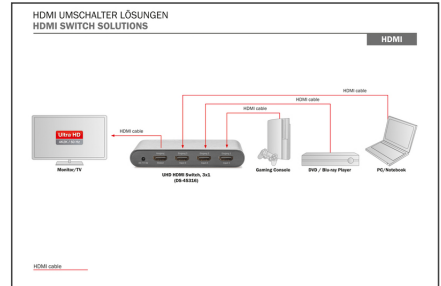 HDMI UMSCHALTER LÖSUNGEN
HDMI SWITCH SOLUTIONS
HDMI
HDMI cable
HDMI cable
HDMI cable
HDMI cable
Ultra HD
Monitor/TV
UHD HDMI Switch, 3x1
(DS-45316)
Gaming Console
DVD / Blu-ray Player
PC/Notebook
HDMI cable